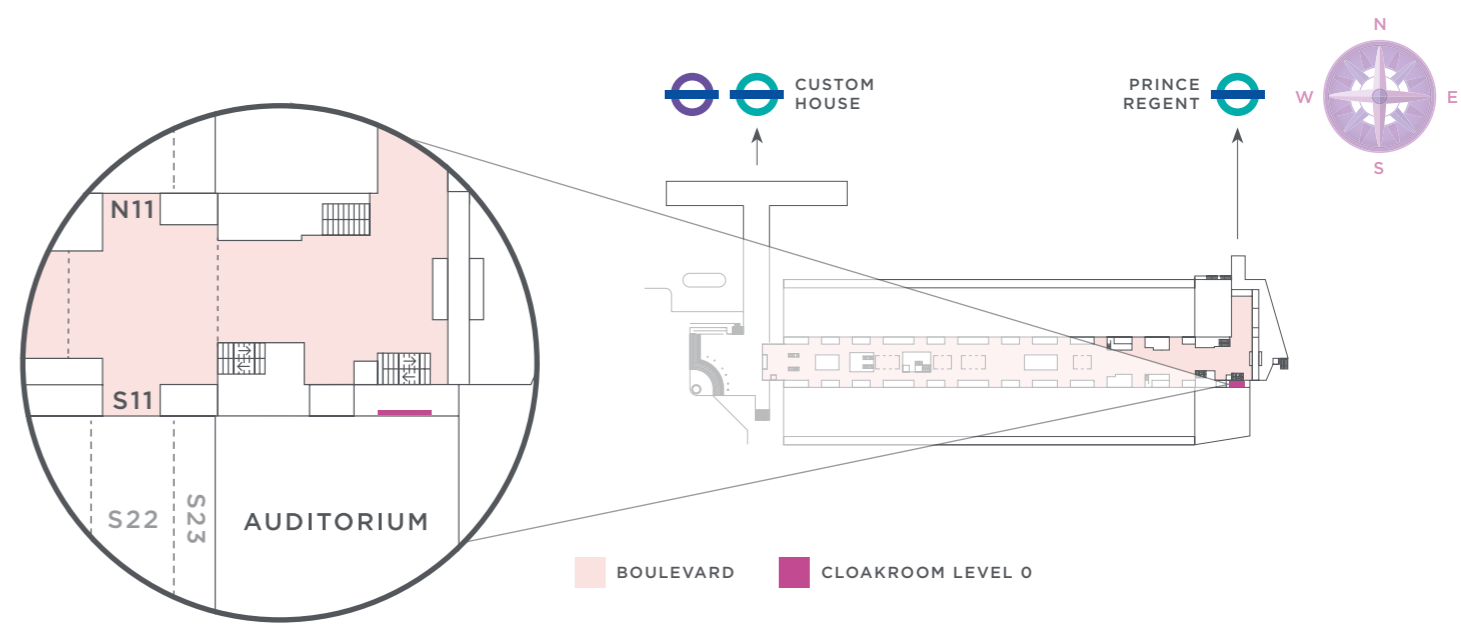 N
CUSTOM
HOUSE
PRINCE
REGENT
W
E
S
N11
S11
S22
S23
AUDITORIUM
BOULEVARD
CLOAKROOM LEVEL 0